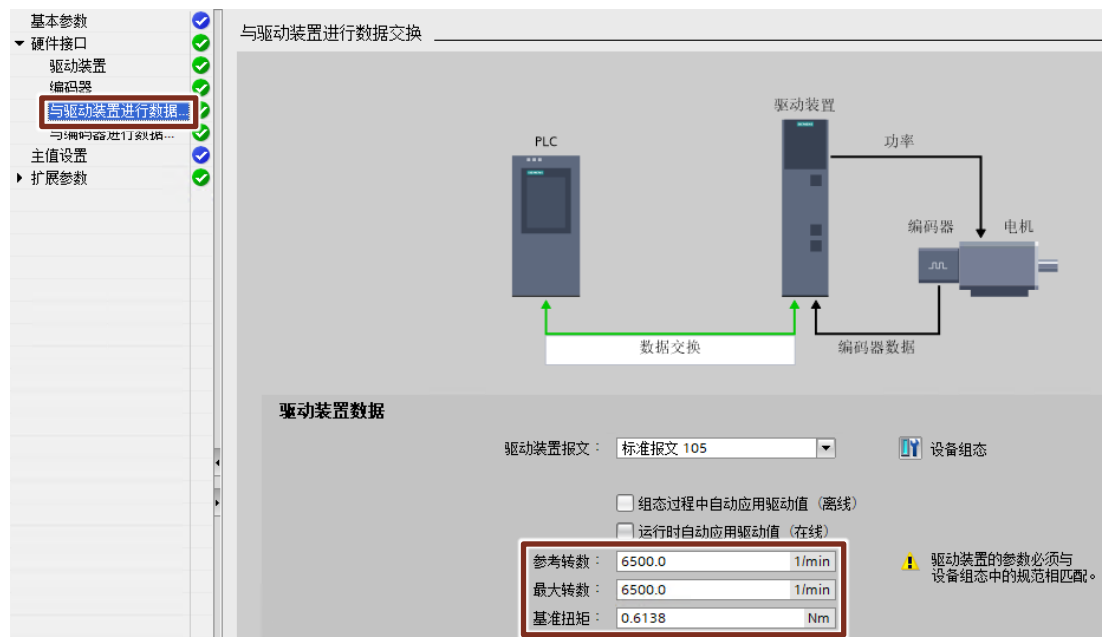 基本参数
硬件接口
驱动装置
编码器
与驱动装置进行数据...
与编码器进行数据...
主值设置
扩展参数
与驱动装置进行数据交换
驱动装置
PLC
功率
编码器
电机
数据交换
编码器数据
驱动装置数据
驱动装置报文：
标准报文 105
设备组态
组态过程中自动应用驱动值（离线）
运行时自动应用驱动值（在线）
参考转数：
6500.0
1/min
最大转数：
6500.0
1/min
基准扭矩：
0.6138
Nm
驱动装置的参数必须与
设备组态中的规范相匹配。